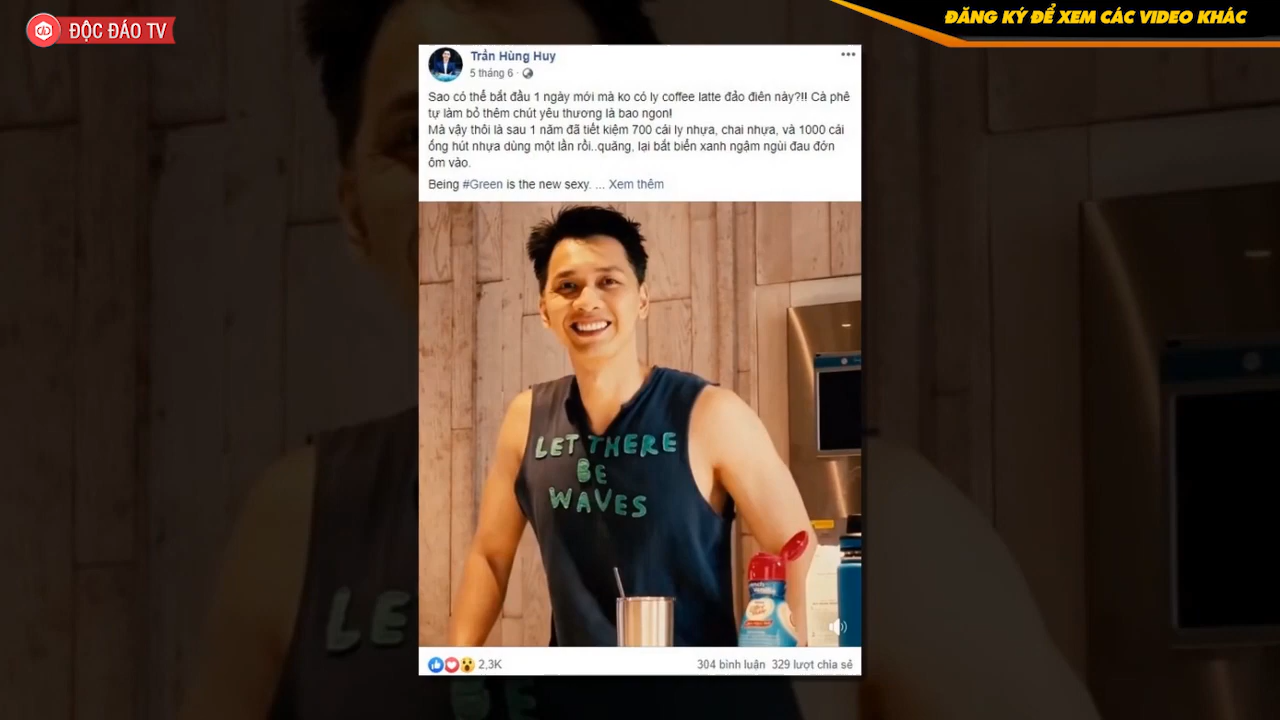 ĐỘC ĐÁO TV
ĐĂNG KÝ ĐỂ XEM CÁC VIDEO KHÁC
Trần Hùng Huy
5 tháng 6
Sao có thể bắt đầu 1 ngày mới mà ko có ly coffee latte đảo điên này?!! Cà phê
tự làm bỏ thêm chút yêu thương là bao ngon!
Mà vậy thôi là sau 1 năm đã tiết kiệm 700 cái ly nhựa, chai nhựa, và 1000 cái
ống hút nhựa dùng một lần rồi..quăng, lại bắt biển xanh ngậm ngùi đau đớn
ôm vào.
Being #Green is the new sexy. ... Xem thêm
LET THERE
BE
WAVES
2,3K
304 bình luận 329 lượt chia sẻ
LE
BE